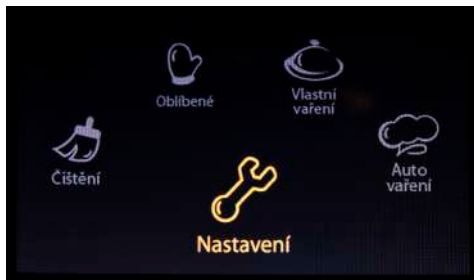 Oblíbené
Vlastní
vaření
Čištění
Auto
vaření
Nastavení